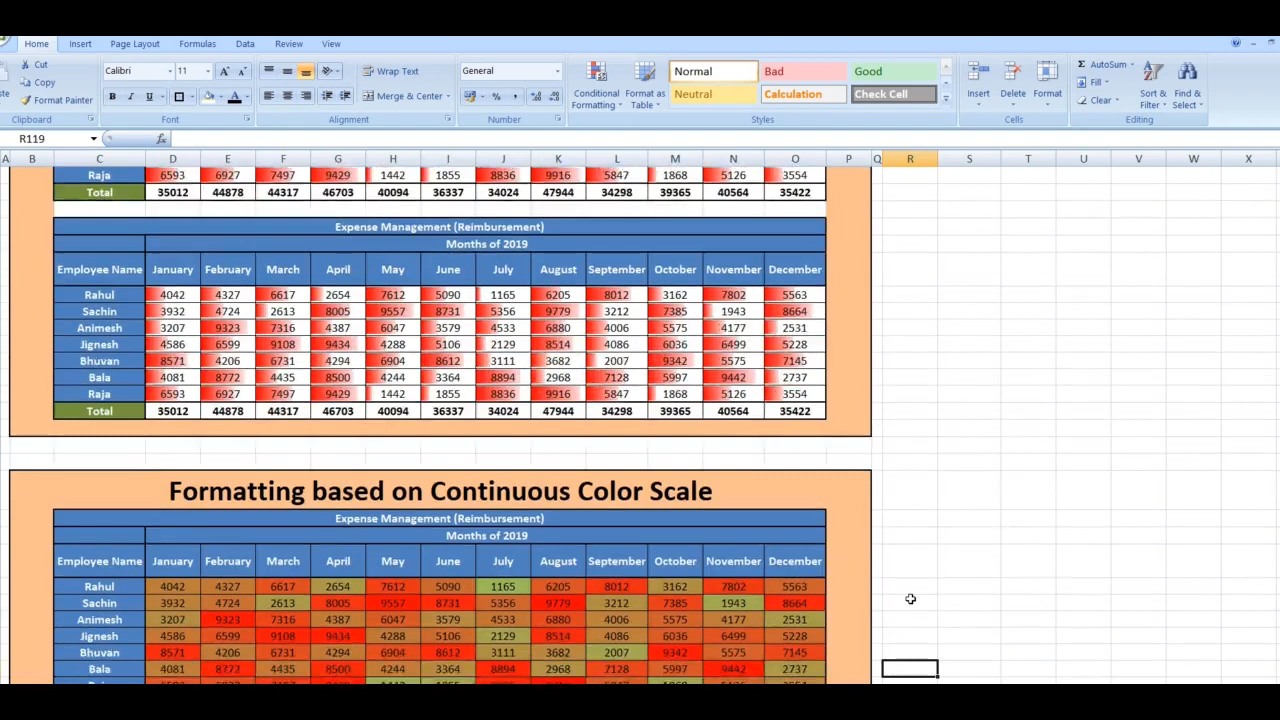 Home Insert Page Layout Formulas Data Review View
Cut
Copy
Format Painter
Clipboard
Calibri 11
B I U
Font
Wrap Text
Merge & Center
Alignment
General
Number
Conditional Formatting
Format as Table
Normal Bad Good
Neutral Calculation Check Cell
Styles
Insert Delete Format
Cells
AutoSum
Fill
Clear
Sort & Filter
Find & Select
Editing
R119 fx
A B C D E F G H I J K L M N O P Q R S T U V W X
Raja 6593 6927 7497 9429 1442 1855 8836 9916 5847 1868 5126 3554
Total 35012 44878 44317 46703 40094 36337 34024 47944 34298 39365 40564 35422
Expense Management (Reimbursement)
Months of 2019
Employee Name January February March April May June July August September October November December
Rahul 4042 4327 6617 2654 7612 5090 1165 6205 8012 3162 7802 5563
Sachin 3932 4724 2613 8005 9557 8731 5356 9779 3212 7385 1943 8664
Animesh 3207 9323 7316 4387 6047 3579 4533 6880 4006 5575 4177 2531
Jignesh 4586 6599 9108 9434 4288 5106 2129 8514 4086 6036 6499 5228
Bhuvan 8571 4206 6731 4294 6904 8612 3111 3682 2007 9342 5575 7145
Bala 4081 8772 4435 8500 4244 3364 8894 2968 7128 5997 9442 2737
Raja 6593 6927 7497 9429 1442 1855 8836 9916 5847 1868 5126 3554
Total 35012 44878 44317 46703 40094 36337 34024 47944 34298 39365 40564 35422
Formatting based on Continuous Color Scale
Expense Management (Reimbursement)
Months of 2019
Employee Name January February March April May June July August September October November December
Rahul 4042 4327 6617 2654 7612 5090 1165 6205 8012 3162 7802 5563
Sachin 3932 4724 2613 8005 9557 8731 5356 9779 3212 7385 1943 8664
Animesh 3207 9323 7316 4387 6047 3579 4533 6880 4006 5575 4177 2531
Jignesh 4586 6599 9108 9434 4288 5106 2129 8514 4086 6036 6499 5228
Bhuvan 8571 4206 6731 4294 6904 8612 3111 3682 2007 9342 5575 7145
Bala 4081 8772 4435 8500 4244 3364 8894 2968 7128 5997 9442 2737